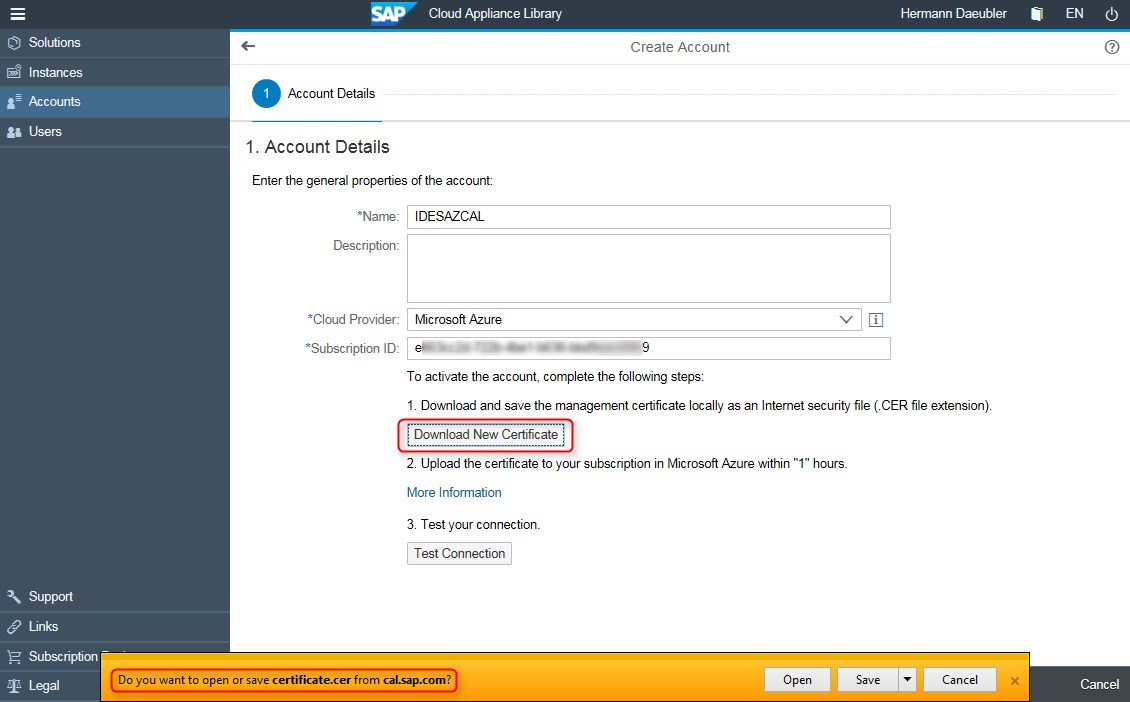 SAP Cloud Appliance Library Hermann Daeubler EN
Solutions
Instances
Accounts
Users
Create Account
1 Account Details
1. Account Details
Enter the general properties of the account:
*Name: IDESAZCAL
Description:
*Cloud Provider: Microsoft Azure
*Subscription ID:
To activate the account, complete the following steps:
1. Download and save the management certificate locally as an Internet security file (.CER file extension).
Download New Certificate
2. Upload the certificate to your subscription in Microsoft Azure within "1" hours.
More Information
3. Test your connection.
Test Connection
Support
Links
Subscription
Legal
Do you want to open or save certificate.cer from cal.sap.com?
Open
Save
Cancel
×
Cancel